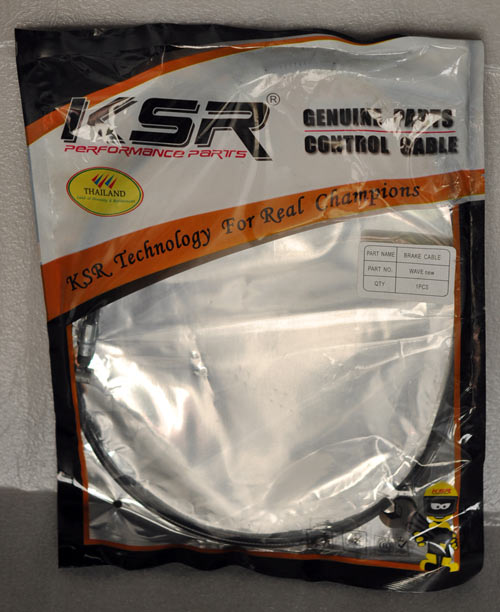 KSR®
PERFORMANCE PARTS
GENUINE PARTS
CONTROL CABLE
THAILAND
KSR Technology For Real Champions
PART NAME BRAKE CABLE
PART NO. WAVE new
QTY 1PCS